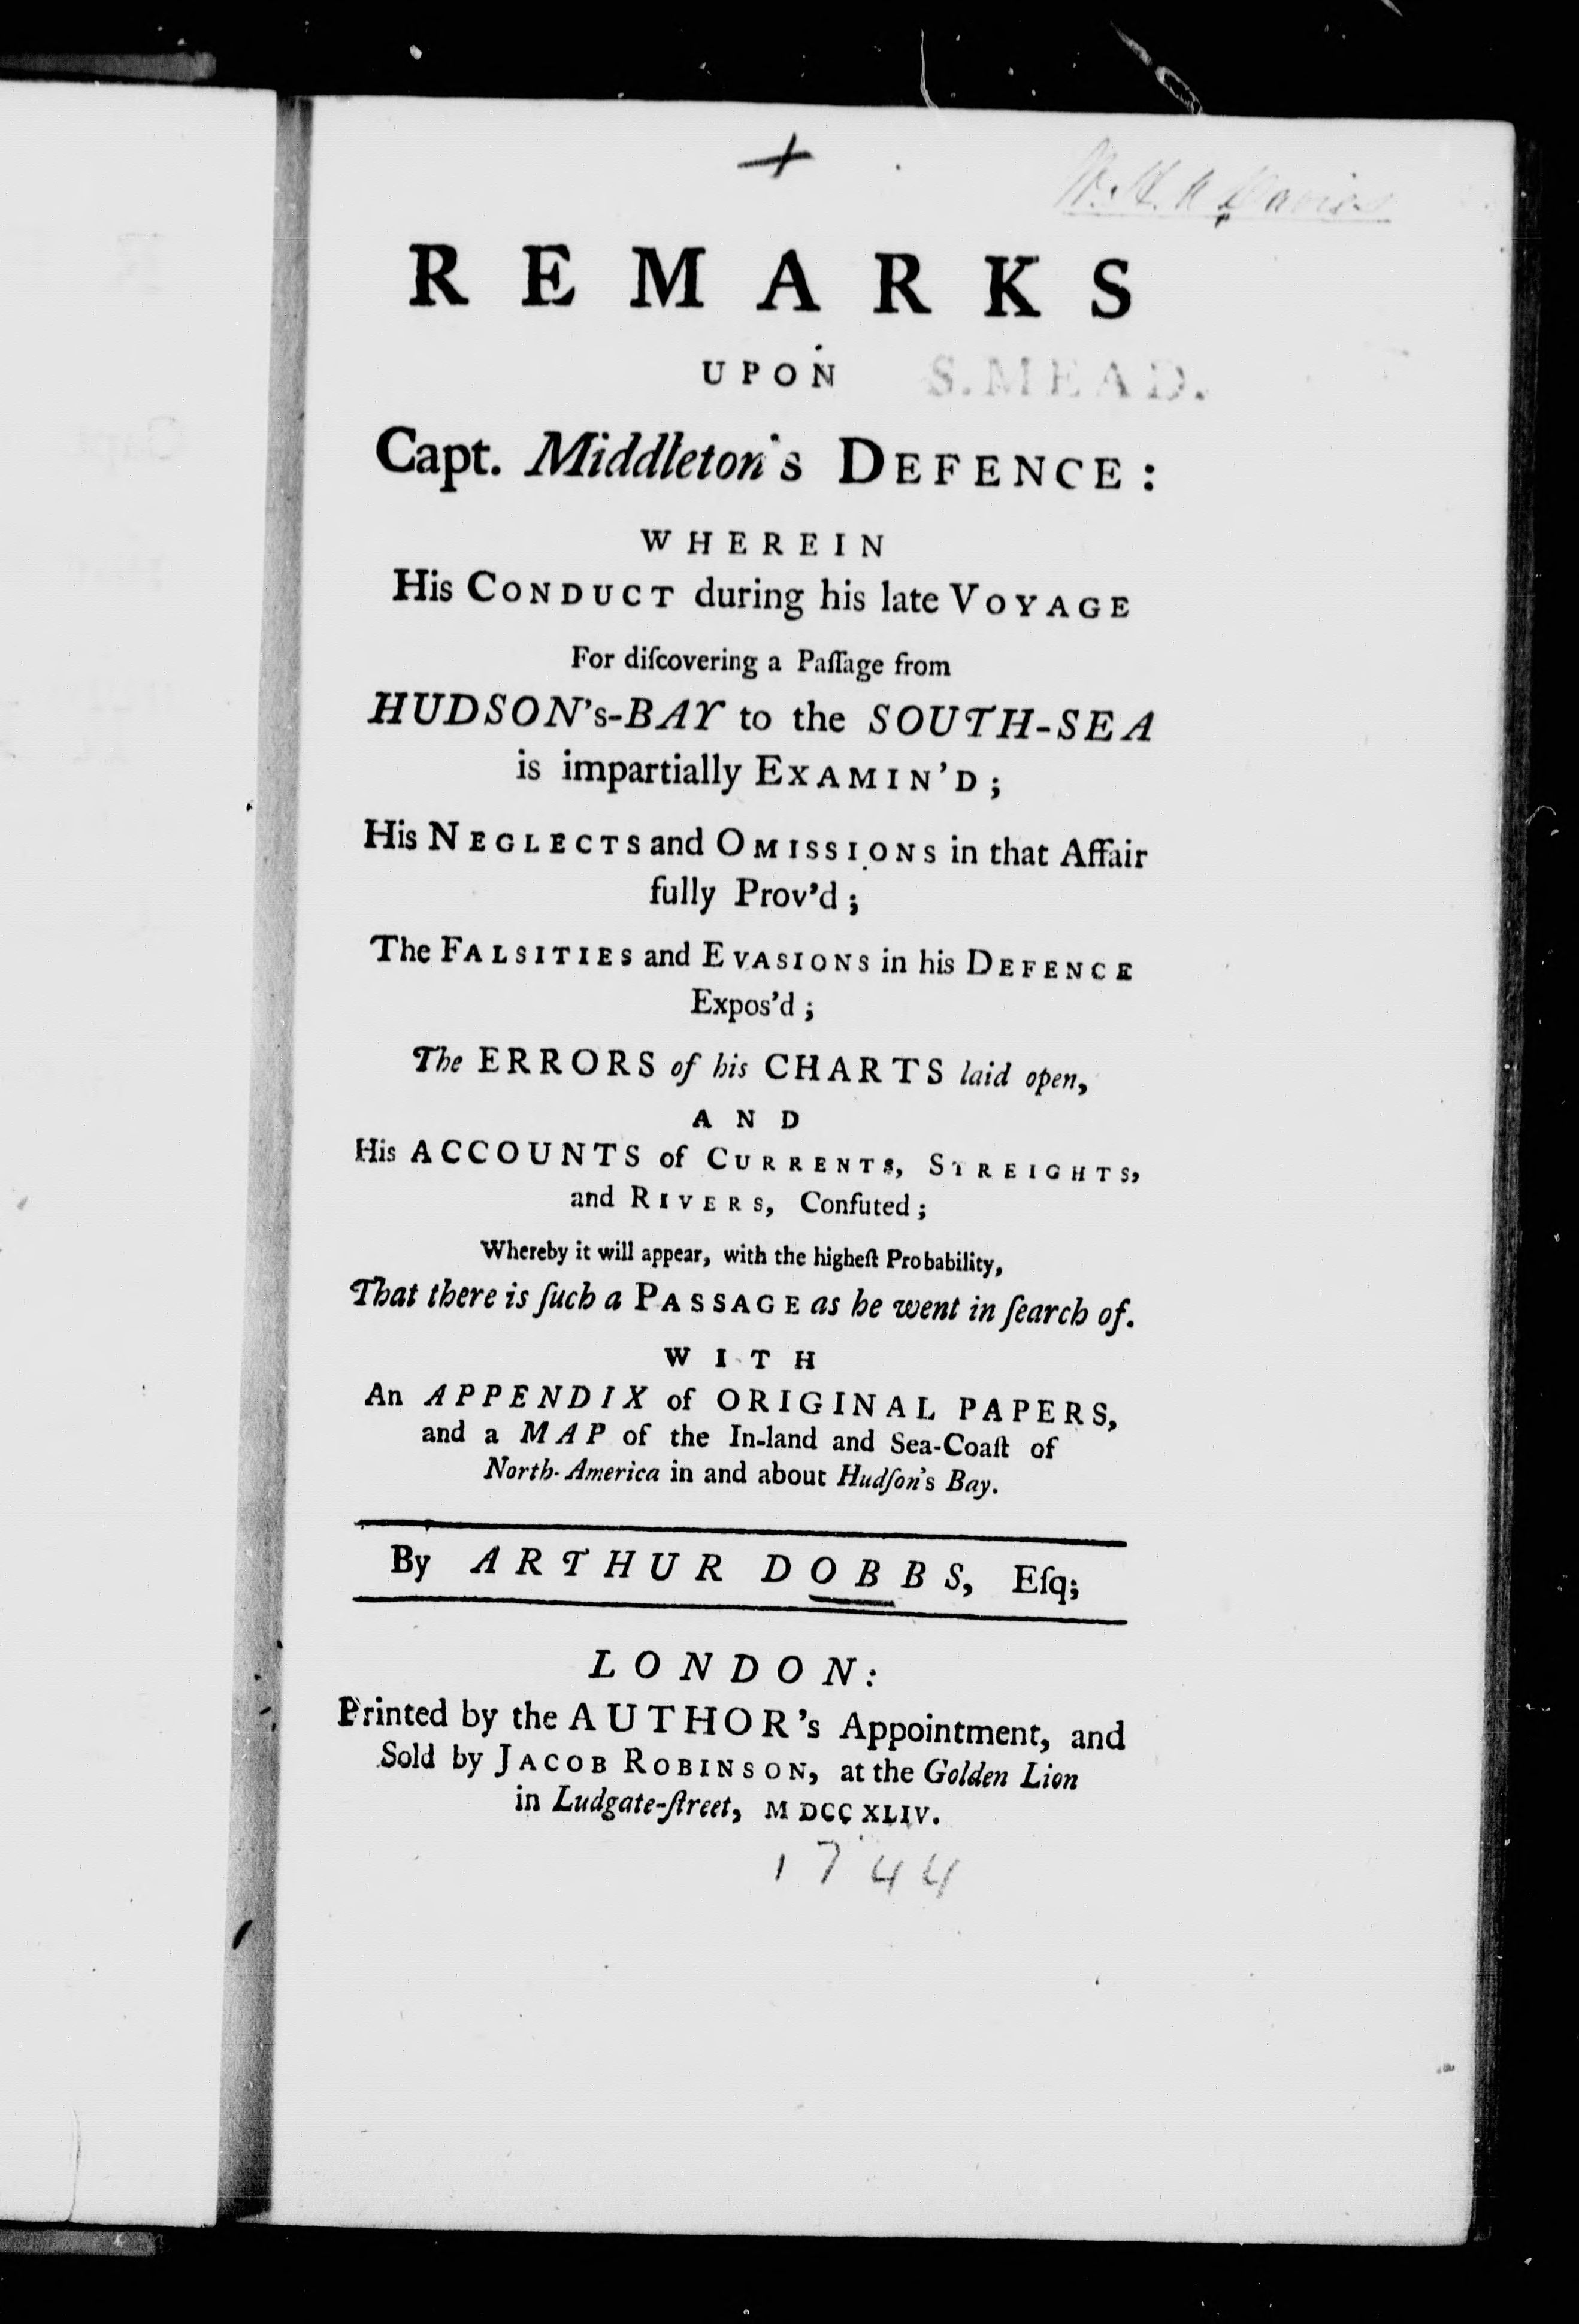 W. H. A Davies
REMARKS
UPON
S. MEAD.
Capt. Middleton's DEFENCE:
WHEREIN
His CONDUCT during his late VOYAGE
For diſcovering a Paſſage from
HUDSON's-BAY to the SOUTH-SEA
is impartially EXAMIN'D;
His NEGLECTS and OMISSIONS in that Affair
fully Prov'd;
The FALSITIES and EVASIONS in his DEFENCE
Expos'd;
The ERRORS of his CHARTS laid open,
AND
His ACCOUNTS of CURRENTS, STREIGHTS,
and RIVERS, Confuted;
Whereby it will appear, with the higheſt Probability,
That there is ſuch a PASSAGE as he went in ſearch of.
WITH
An APPENDIX of ORIGINAL PAPERS,
and a MAP of the In-land and Sea-Coaſt of
North-America in and about Hudſon's Bay.
By ARTHUR DOBBS, Eſq;
LONDON:
Printed by the AUTHOR's Appointment, and
Sold by JACOB ROBINSON, at the Golden Lion
in Ludgate-ſtreet, MDCCXLIV.
1744